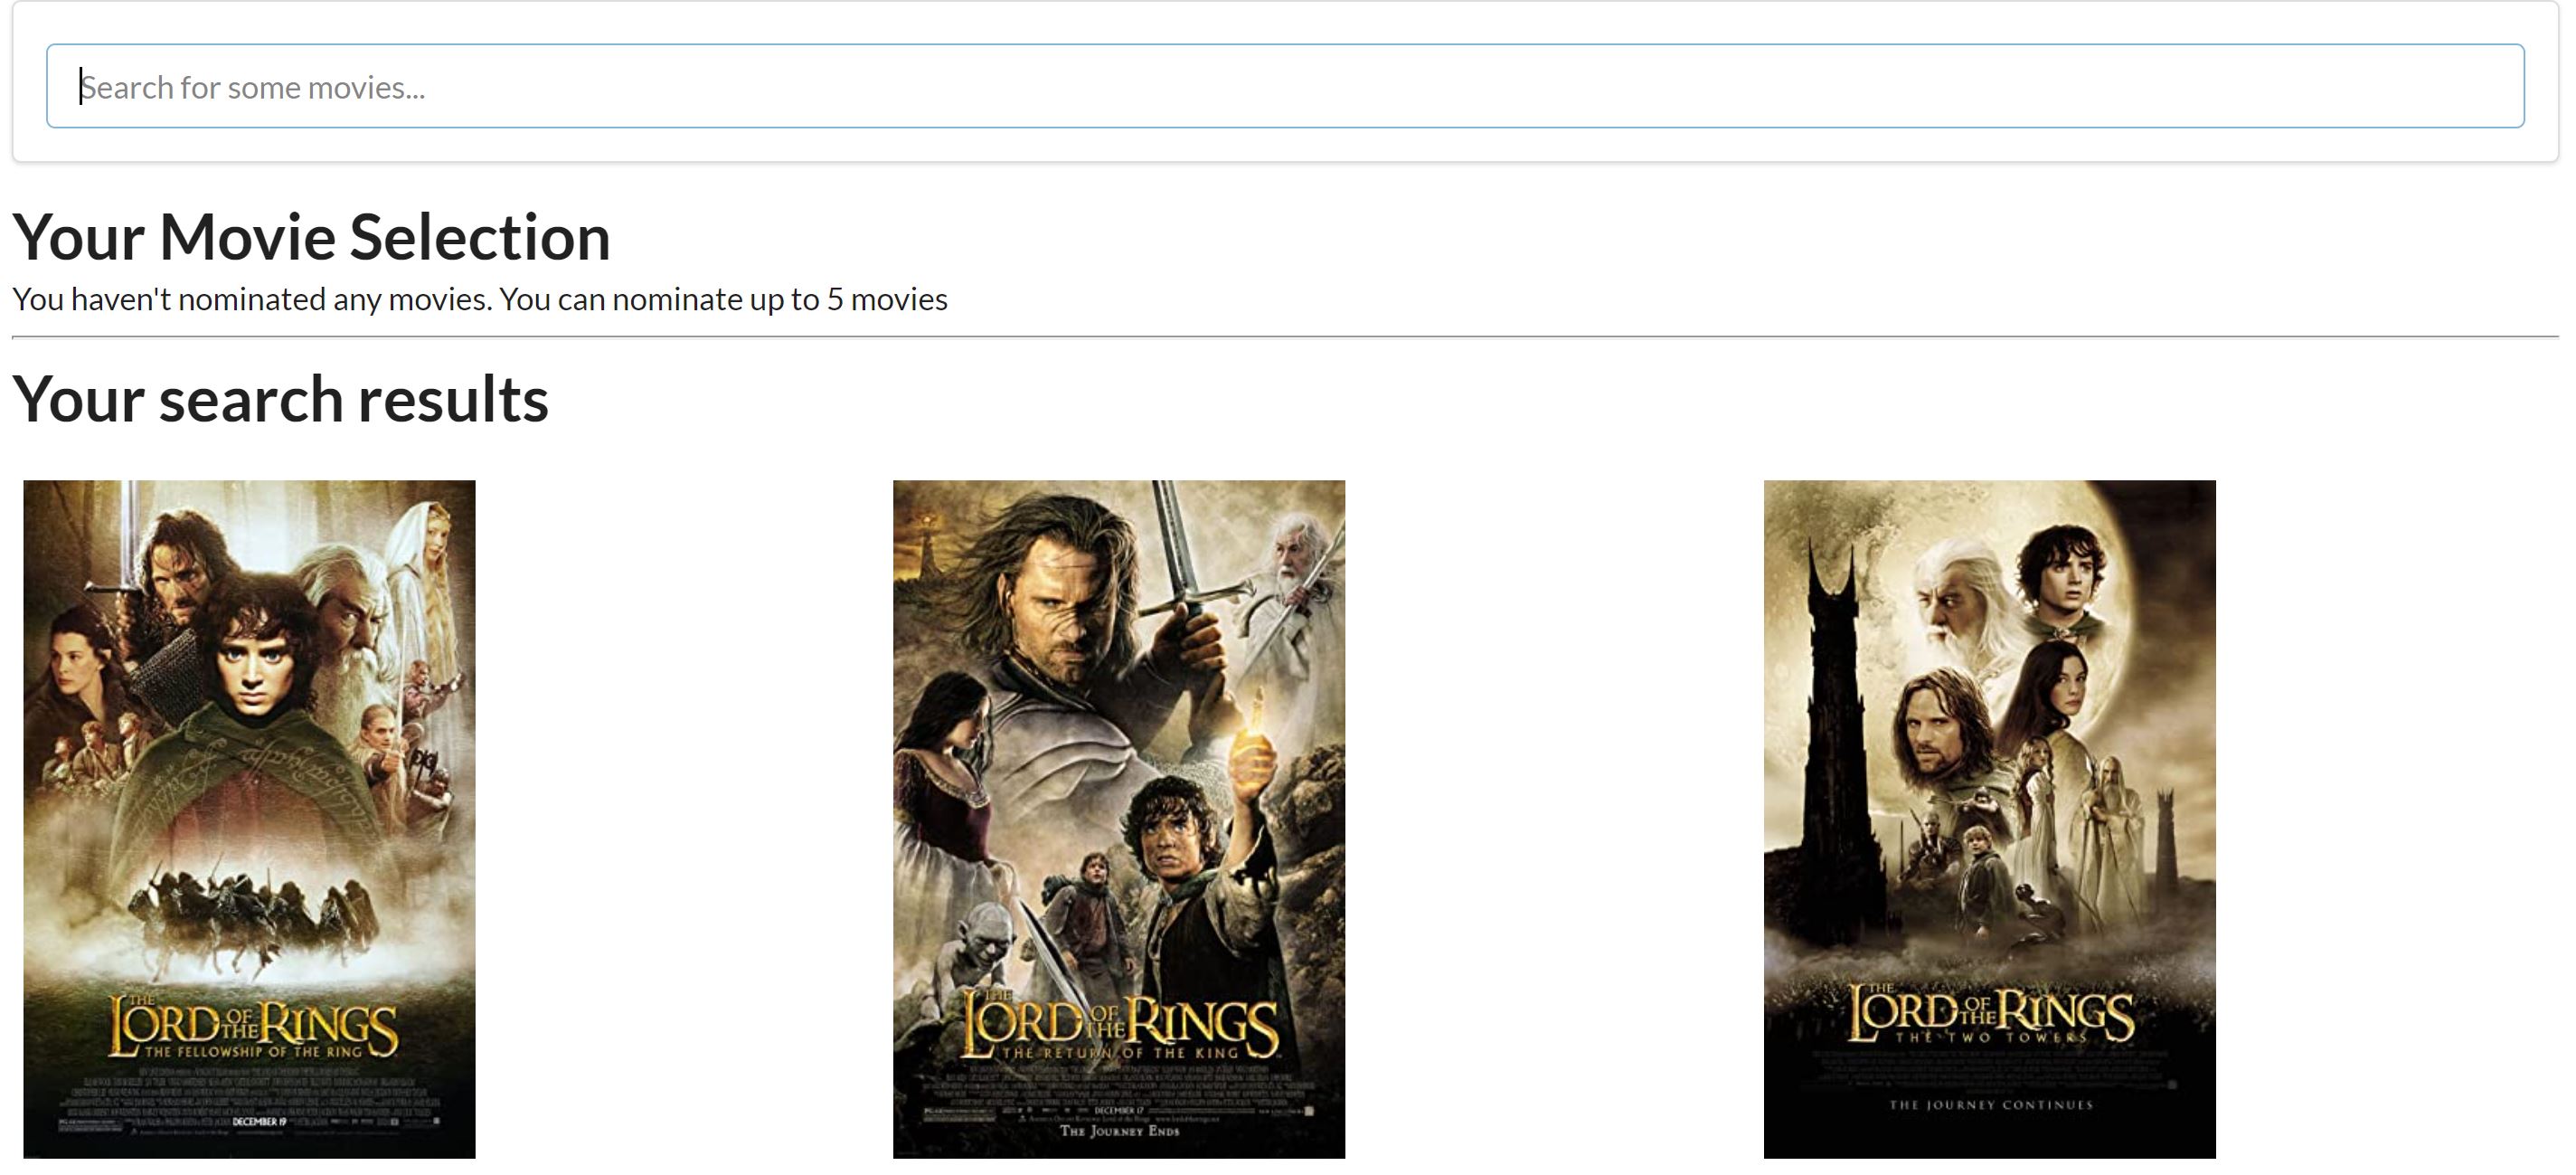 Search for some movies...
Your Movie Selection
You haven't nominated any movies. You can nominate up to 5 movies
Your search results
THE
LORD OF THE RINGS
THE FELLOWSHIP OF THE RING
DECEMBER 19
THE
LORD OF THE RINGS
THE RETURN OF THE KING
DECEMBER 17
THE JOURNEY ENDS
THE
LORD OF THE RINGS
THE TWO TOWERS
THE JOURNEY CONTINUES